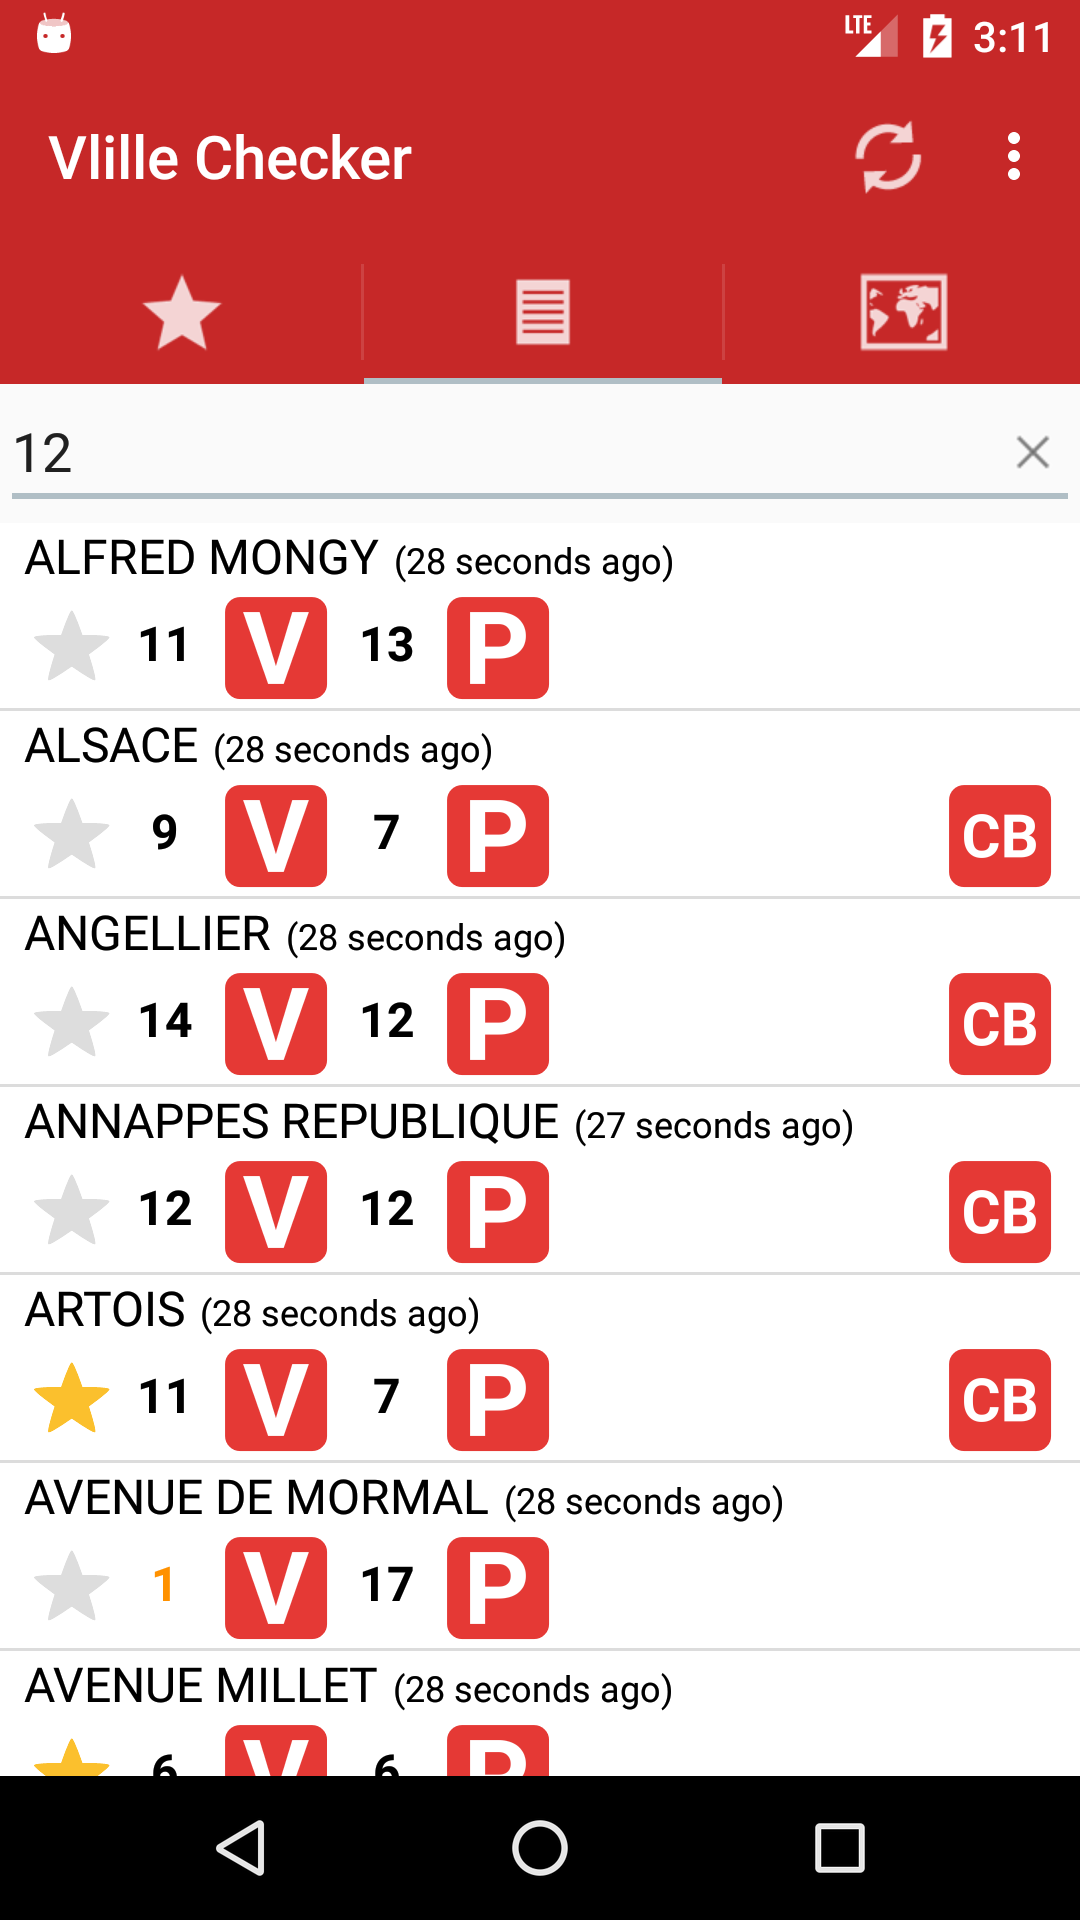 LTE 3:11
Vlille Checker
12
ALFRED MONGY (28 seconds ago)
11 V 13 P
ALSACE (28 seconds ago)
9 V 7 P CB
ANGELLIER (28 seconds ago)
14 V 12 P CB
ANNAPPES REPUBLIQUE (27 seconds ago)
12 V 12 P CB
ARTOIS (28 seconds ago)
11 V 7 P CB
AVENUE DE MORMAL (28 seconds ago)
1 V 17 P
AVENUE MILLET (28 seconds ago)
6 V 6 P